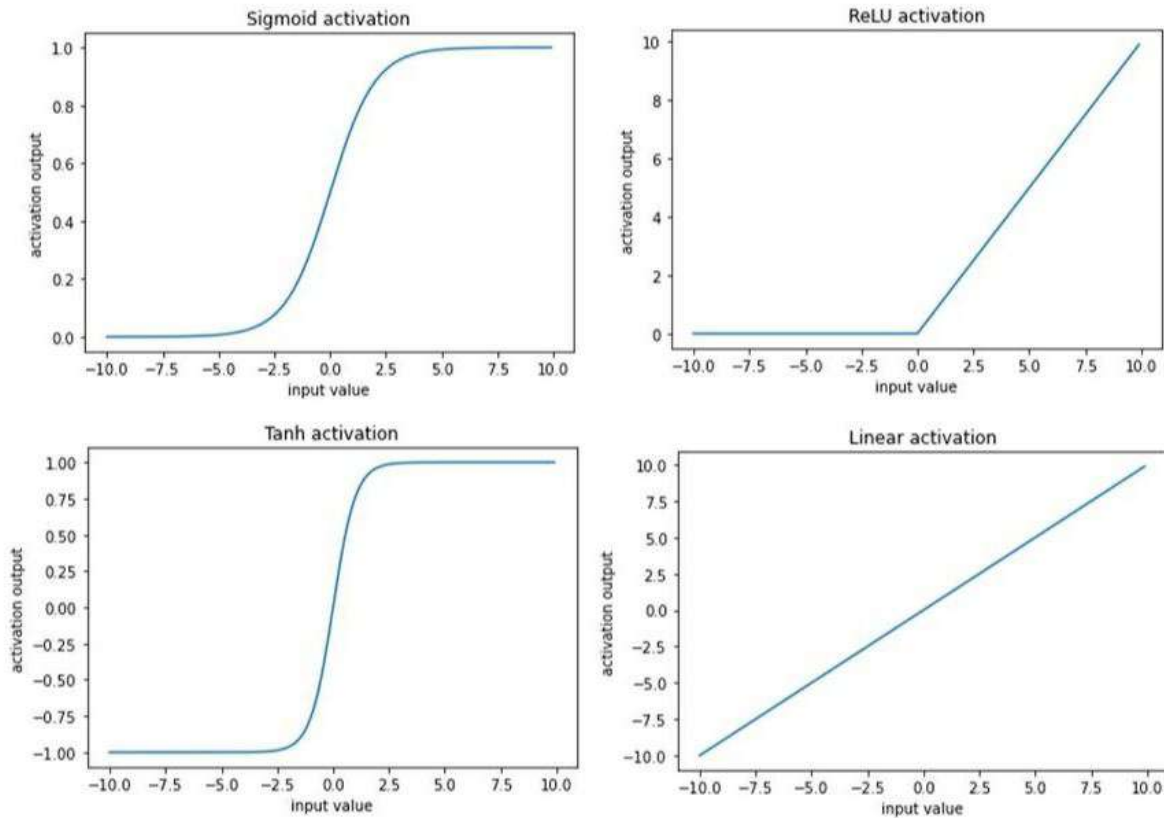 Sigmoid activation
1.0
0.8
0.6
0.4
0.2
0.0
activation output
−10.0 −7.5 −5.0 −2.5 0.0 2.5 5.0 7.5 10.0
input value
ReLU activation
10
8
6
4
2
0
activation output
−10.0 −7.5 −5.0 −2.5 0.0 2.5 5.0 7.5 10.0
input value
Tanh activation
1.00
0.75
0.50
0.25
0.00
−0.25
−0.50
−0.75
−1.00
activation output
−10.0 −7.5 −5.0 −2.5 0.0 2.5 5.0 7.5 10.0
input value
Linear activation
10.0
7.5
5.0
2.5
0.0
−2.5
−5.0
−7.5
−10.0
activation output
−10.0 −7.5 −5.0 −2.5 0.0 2.5 5.0 7.5 10.0
input value